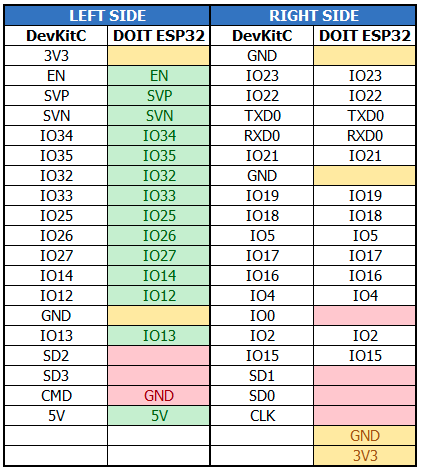 LEFT SIDE RIGHT SIDE
DevKitC DOIT ESP32 DevKitC DOIT ESP32
3V3 GND
EN EN IO23 IO23
SVP SVP IO22 IO22
SVN SVN TXD0 TXD0
IO34 IO34 RXD0 RXD0
IO35 IO35 IO21 IO21
IO32 IO32 GND
IO33 IO33 IO19 IO19
IO25 IO25 IO18 IO18
IO26 IO26 IO5 IO5
IO27 IO27 IO17 IO17
IO14 IO14 IO16 IO16
IO12 IO12 IO4 IO4
GND IO0
IO13 IO13 IO2 IO2
SD2 IO15 IO15
SD3 SD1
CMD GND SD0
5V 5V CLK
GND
3V3